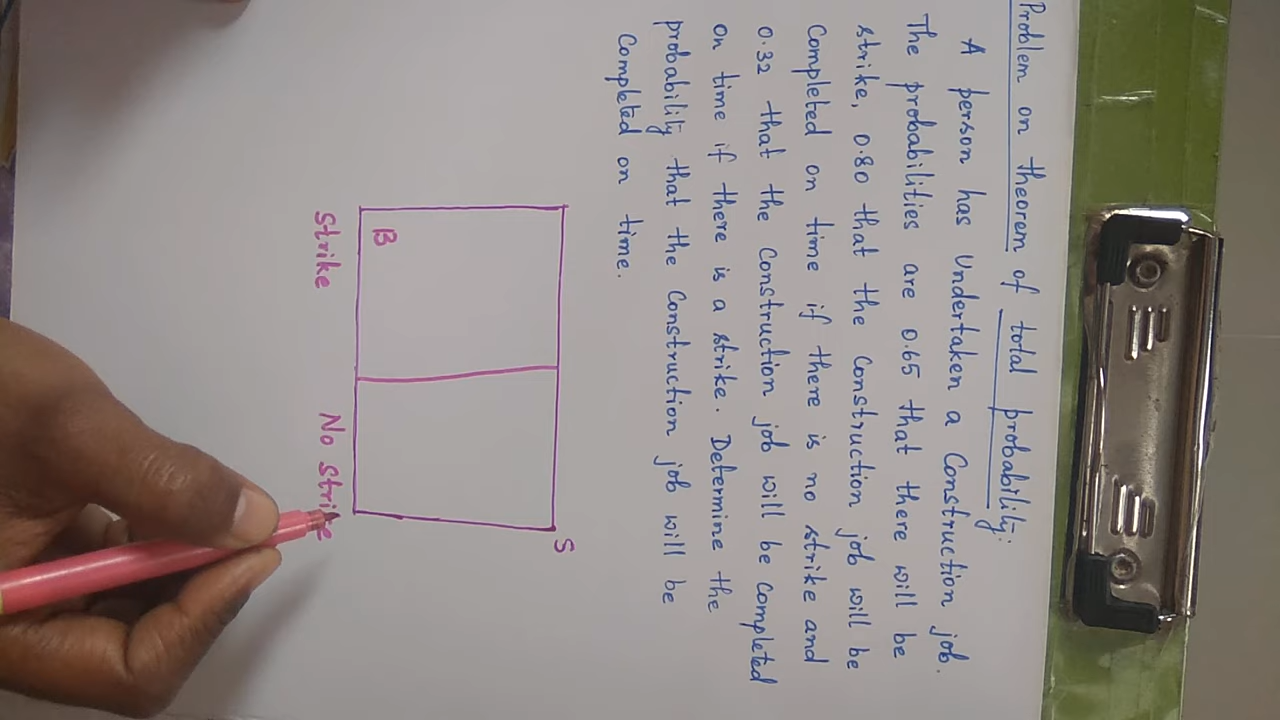 Problem on theorem of total probability:
A person has Undertaken a Construction job.
The probabilities are 0.65 that there will be
strike, 0.80 that the Construction job will be
Completed on time if there is no strike and
0.32 that the Construction job will be Completed
on time if there is a strike. Determine the
probability that the Construction job will be
Completed on time.
S
B
Strike No Strike